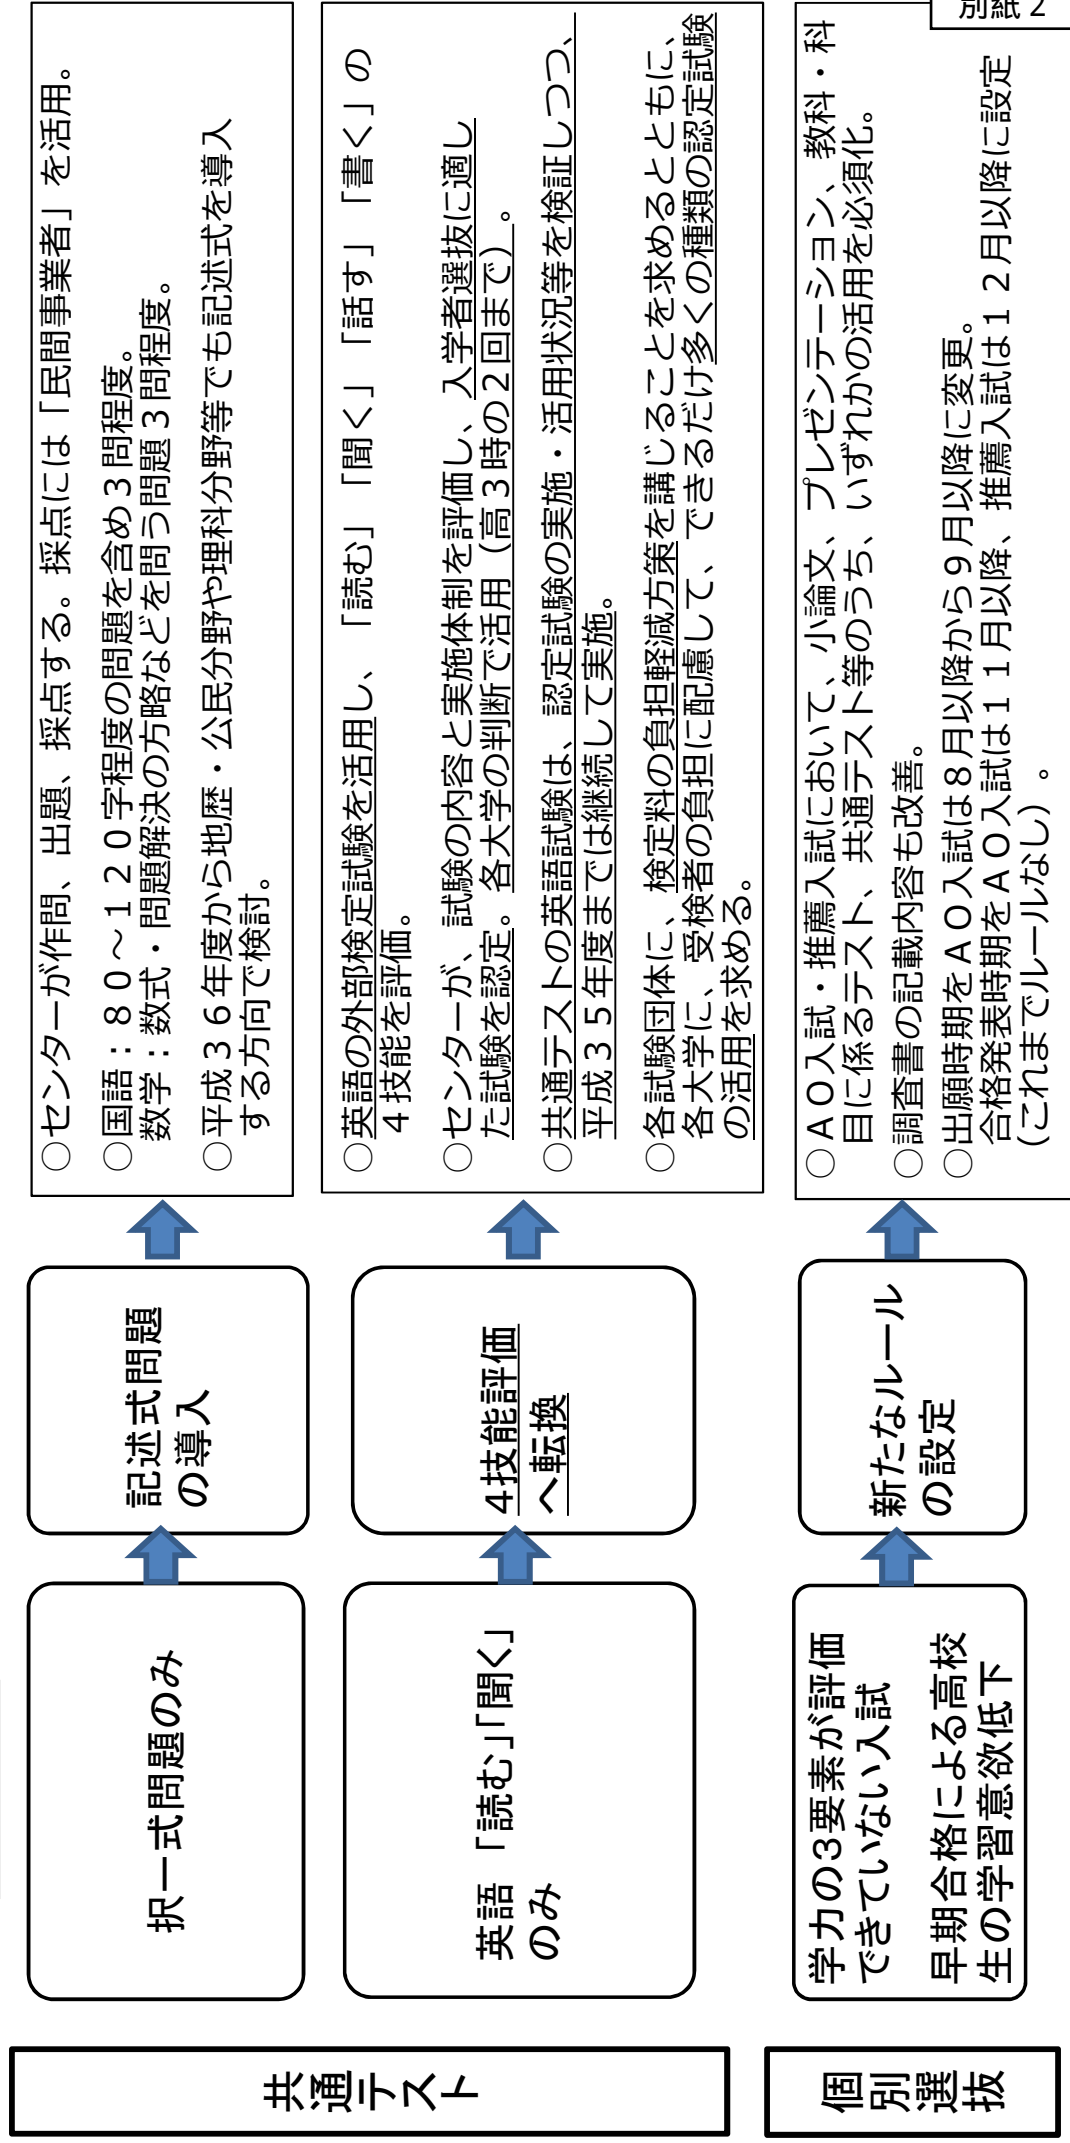 別紙2
共通テスト
択一式問題のみ
記述式問題
の導入
○センターが作問、出題、採点する。採点には「民間事業者」を活用。
○国語:80~120字程度の問題を含め3問程度。
数学:数式・問題解決の方略などを問う問題3問程度。
○平成36年度から地歴・公民分野や理科分野等でも記述式を導入
する方向で検討。
英語 「読む」「聞く」
のみ
4技能評価
へ転換
○英語の外部検定試験を活用し、「読む」「聞く」「話す」「書く」の
4技能を評価。
○センターが、試験の内容と実施体制を評価し、入学者選抜に適し
た試験を認定。各大学の判断で活用(高3時の2回まで)。
○共通テストの英語試験は、認定試験の実施・活用状況等を検証しつつ、
平成35年度までは継続して実施。
○各試験団体に、検定料の負担軽減方策を講じることを求めるとともに、
各大学に、受検者の負担に配慮して、できるだけ多くの種類の認定試験
の活用を求める。
個別選抜
学力の3要素が評価
できていない入試
早期合格による高校
生の学習意欲低下
新たなルール
の設定
○AO入試・推薦入試において、小論文、プレゼンテーション、教科・科
目に係るテスト、共通テスト等のうち、いずれかの活用を必須化。
○調査書の記載内容も改善。
○出願時期をAO入試は8月以降から9月以降に変更。
合格発表時期をAO入試は11月以降、推薦入試は12月以降に設定
(これまでルールなし)。